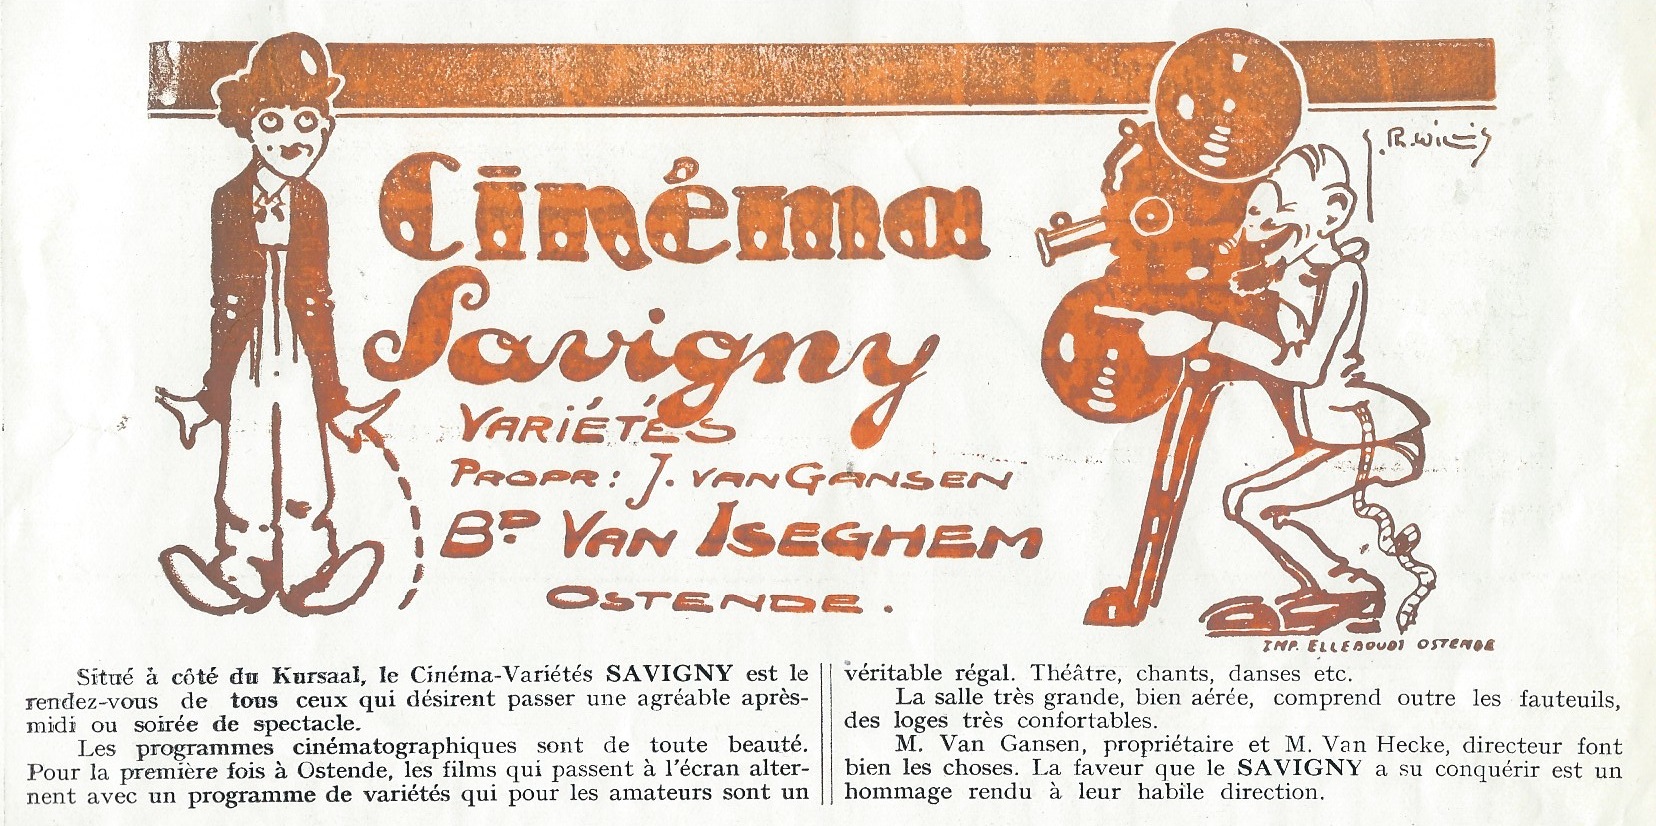 Cinéma
Savigny
VARIÉTÉS
PROPR: J. VAN GANSEN
BD VAN ISEGHEM
OSTENDE.
IMP. ELLEBOUDT OSTENDE
Situé à côté du Kursaal, le Cinéma-Variétés SAVIGNY est le
rendez-vous de tous ceux qui désirent passer une agréable après-
midi ou soirée de spectacle.
Les programmes cinématographiques sont de toute beauté.
Pour la première fois à Ostende, les films qui passent à l'écran alter-
nent avec un programme de variétés qui pour les amateurs sont un
véritable régal. Théâtre, chants, danses etc.
La salle très grande, bien aérée, comprend outre les fauteuils,
des loges très confortables.
M. Van Gansen, propriétaire et M. Van Hecke, directeur font
bien les choses. La faveur que le SAVIGNY a su conquérir est un
hommage rendu à leur habile direction.